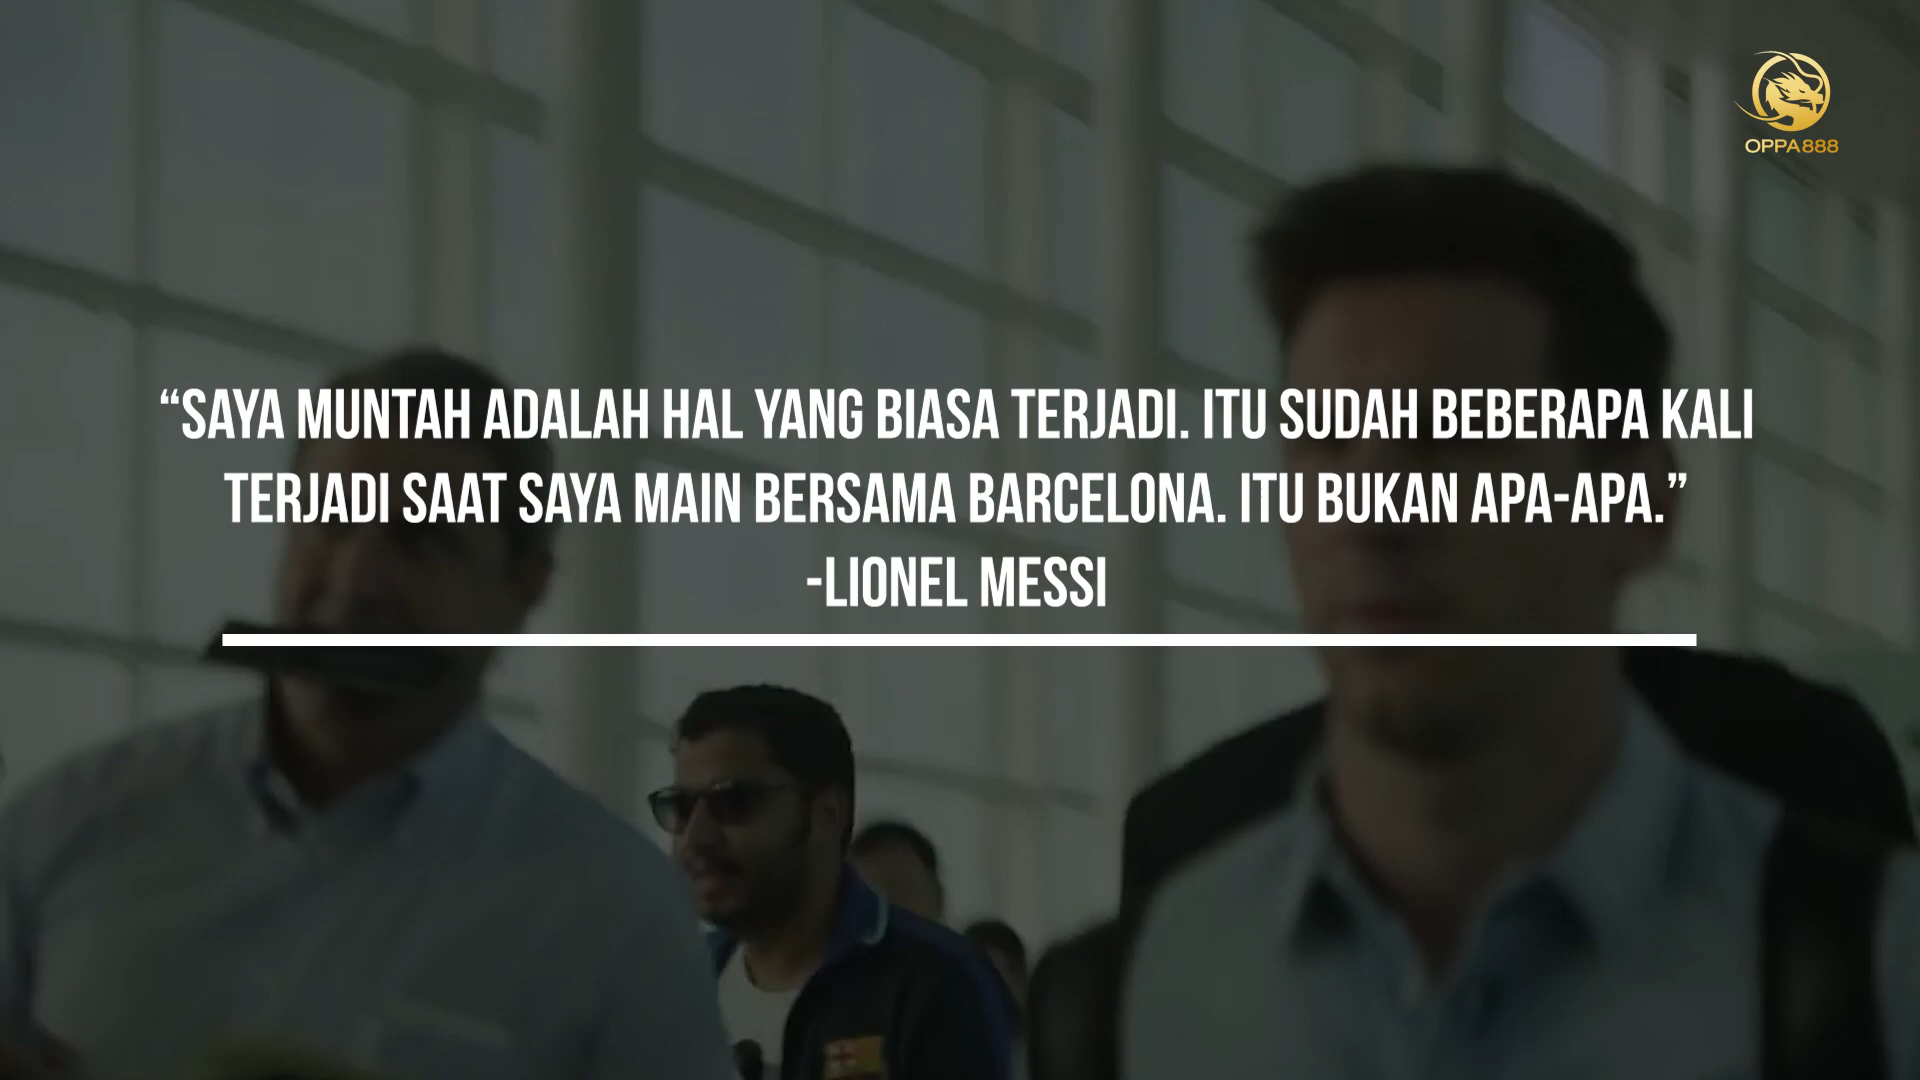 OPPA888
“SAYA MUNTAH ADALAH HAL YANG BIASA TERJADI. ITU SUDAH BEBERAPA KALI
TERJADI SAAT SAYA MAIN BERSAMA BARCELONA. ITU BUKAN APA-APA.”
-LIONEL MESSI